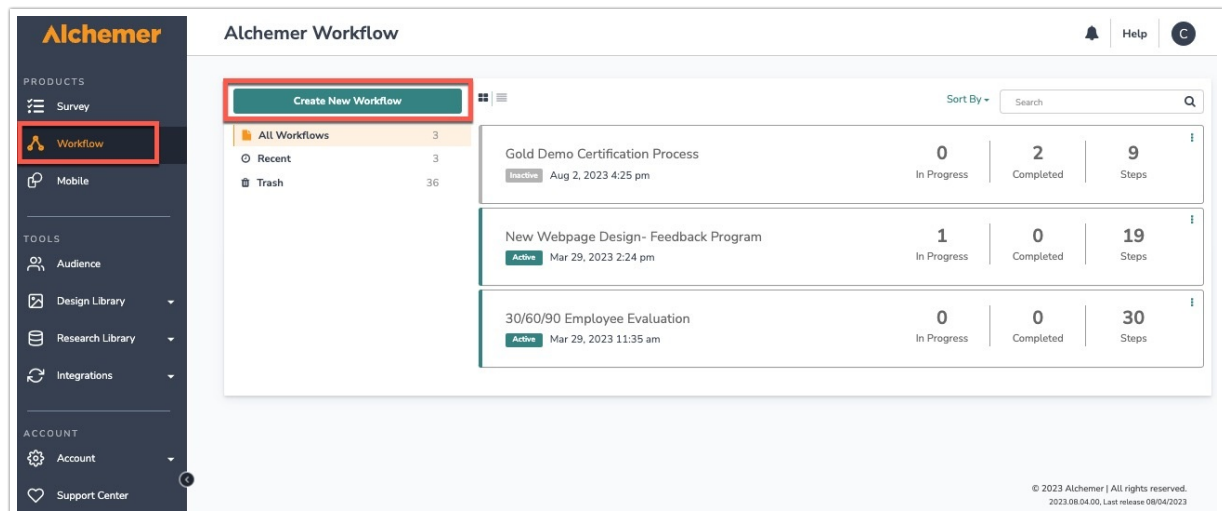 Alchemer
PRODUCTS
Survey
Workflow
Mobile
TOOLS
Audience
Design Library
Research Library
Integrations
ACCOUNT
Account
Support Center
Alchemer Workflow
Help
C
Create New Workflow
All Workflows 3
Recent 3
Trash 36
Sort By
Search
Gold Demo Certification Process
Inactive Aug 2, 2023 4:25 pm
0 2 9
In Progress Completed Steps
New Webpage Design- Feedback Program
Active Mar 29, 2023 2:24 pm
1 0 19
In Progress Completed Steps
30/60/90 Employee Evaluation
Active Mar 29, 2023 11:35 am
0 0 30
In Progress Completed Steps
© 2023 Alchemer | All rights reserved.
2023.08.04.00, Last release 08/04/2023